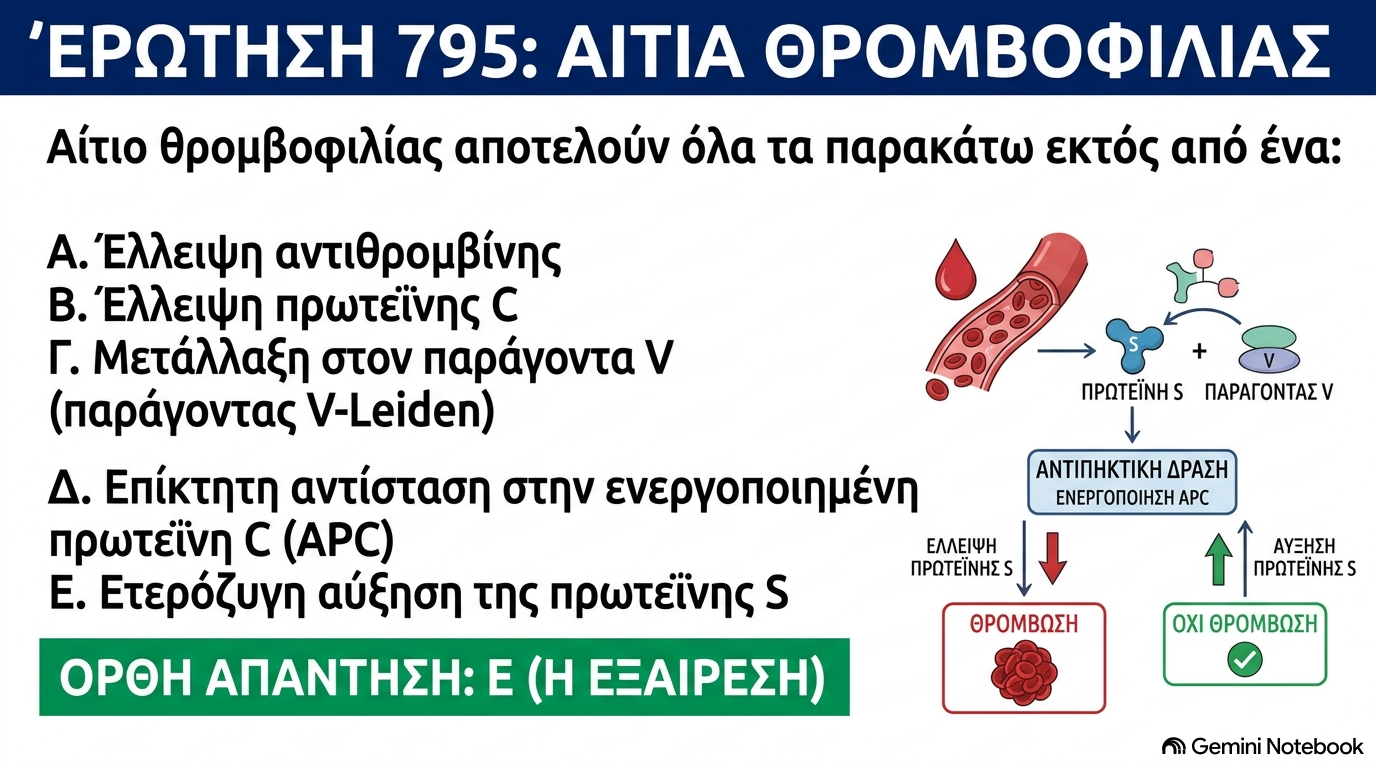 ΄ΕΡΩΤΗΣΗ 795: ΑΙΤΙΑ ΘΡΟΜΒΟΦΙΛΙΑΣ
Αίτιο θρομβοφιλίας αποτελούν όλα τα παρακάτω εκτός από ένα:
Α. Έλλειψη αντιθρομβίνης
Β. Έλλειψη πρωτεΐνης C
Γ. Μετάλλαξη στον παράγοντα V
(παράγοντας V-Leiden)
Δ. Επίκτητη αντίσταση στην ενεργοποιημένη
πρωτεΐνη C (APC)
Ε. Ετερόζυγη αύξηση της πρωτεΐνης S
ΟΡΘΗ ΑΠΑΝΤΗΣΗ: Ε (Η ΕΞΑΙΡΕΣΗ)
S
+
V
ΠΡΩΤΕΪΝΗ S
ΠΑΡΑΓΟΝΤΑΣ V
ΑΝΤΙΠΗΚΤΙΚΗ ΔΡΑΣΗ
ΕΝΕΡΓΟΠΟΙΗΣΗ APC
ΕΛΛΕΙΨΗ
ΠΡΩΤΕΪΝΗΣ S
ΑΥΞΗΣΗ
ΠΡΩΤΕΪΝΗΣ S
ΘΡΟΜΒΩΣΗ
ΟΧΙ ΘΡΟΜΒΩΣΗ
Gemini Notebook